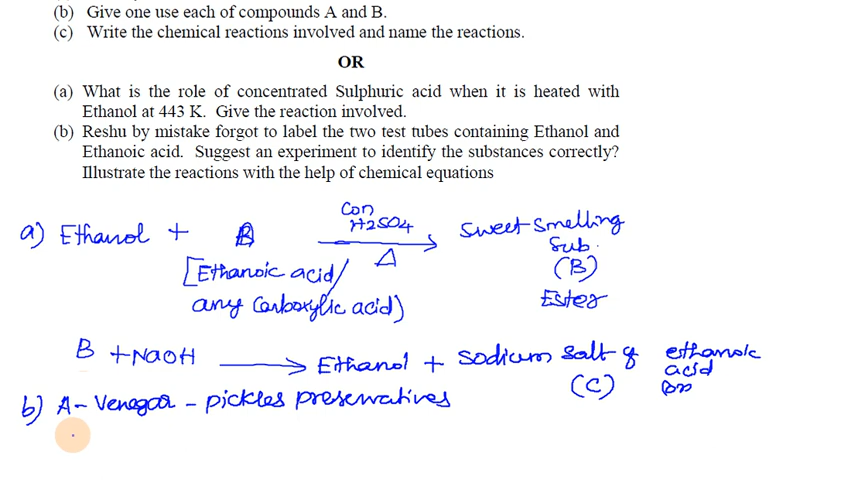 (b) Give one use each of compounds A and B.
(c) Write the chemical reactions involved and name the reactions.
OR
(a) What is the role of concentrated Sulphuric acid when it is heated with
Ethanol at 443 K. Give the reaction involved.
(b) Reshu by mistake forgot to label the two test tubes containing Ethanol and
Ethanoic acid. Suggest an experiment to identify the substances correctly?
Illustrate the reactions with the help of chemical equations
a) Ethanol + B Con H2SO4 Δ Sweet smelling
Sub.
[Ethanoic acid/ (B)
any Carboxylic acid) Ester
B + NaOH → Ethanol + Sodium Salt of ethanoic
acid
(C)
b) A - Venegar - pickles preservatives